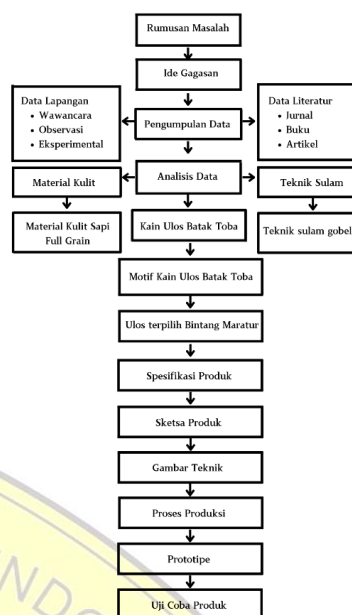 Rumusan Masalah
Ide Gagasan
Data Lapangan
• Wawancara
• Observasi
• Eksperimental
Pengumpulan Data
Data Literatur
• Jurnal
• Buku
• Artikel
Material Kulit
Analisis Data
Teknik Sulam
Material Kulit Sapi
Full Grain
Kain Ulos Batak Toba
Teknik sulam gobel
Motif Kain Ulos Batak Toba
Ulos terpilih Bintang Maratur
Spesifikasi Produk
Sketsa Produk
Gambar Teknik
Proses Produksi
Prototipe
Uji Coba Produk